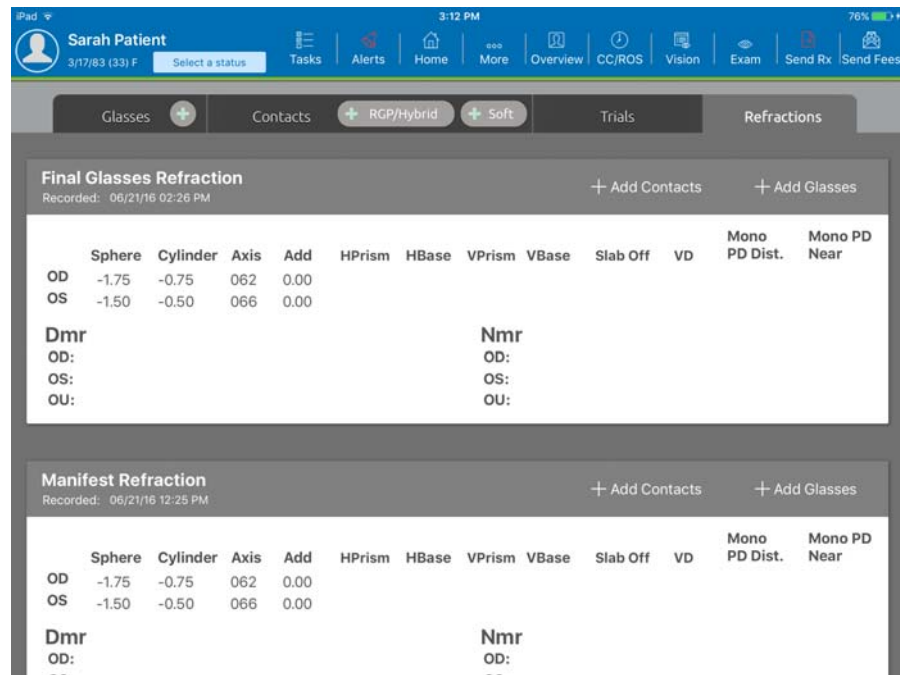 iPad 3:12 PM 76%
Sarah Patient
3/17/83 (33) F Select a status
Tasks Alerts Home More Overview CC/ROS Vision Exam Send Rx Send Fees
Glasses Contacts RGP/Hybrid Soft Trials Refractions
Final Glasses Refraction
Recorded: 06/21/16 02:26 PM
+ Add Contacts + Add Glasses
Mono Mono PD
Sphere Cylinder Axis Add HPrism HBase VPrism VBase Slab Off VD PD Dist. Near
OD -1.75 -0.75 062 0.00
OS -1.50 -0.50 066 0.00
Dmr Nmr
OD: OD:
OS: OS:
OU: OU:
Manifest Refraction
Recorded: 06/21/16 12:25 PM
+ Add Contacts + Add Glasses
Mono Mono PD
Sphere Cylinder Axis Add HPrism HBase VPrism VBase Slab Off VD PD Dist. Near
OD -1.75 -0.75 062 0.00
OS -1.50 -0.50 066 0.00
Dmr Nmr
OD: OD: